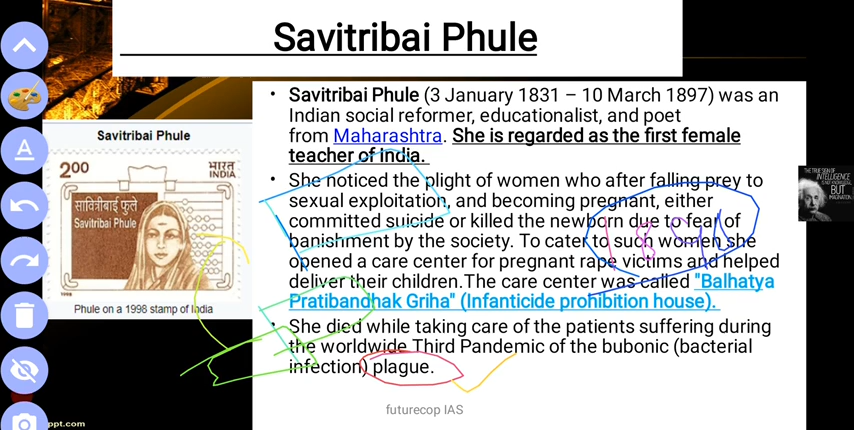 Savitribai Phule
• Savitribai Phule (3 January 1831 – 10 March 1897) was an
Indian social reformer, educationalist, and poet
from Maharashtra. She is regarded as the first female
teacher of India.
• She noticed the plight of women who after falling prey to
sexual exploitation, and becoming pregnant, either
committed suicide or killed the newborn due to fear of
banishment by the society. To cater to such women she
opened a care center for pregnant rape victims and helped
deliver their children.The care center was called "Balhatya
Pratibandhak Griha" (Infanticide prohibition house).
• She died while taking care of the patients suffering during
the worldwide Third Pandemic of the bubonic (bacterial
infection) plague.
futurecop IAS
Savitribai Phule
2.00
भारत
INDIA
सावित्रीबाई फुले
Savitribai Phule
1998
Phule on a 1998 stamp of India
A
ppt.com
INTELLIGENCE
BUT
IMAGINATION